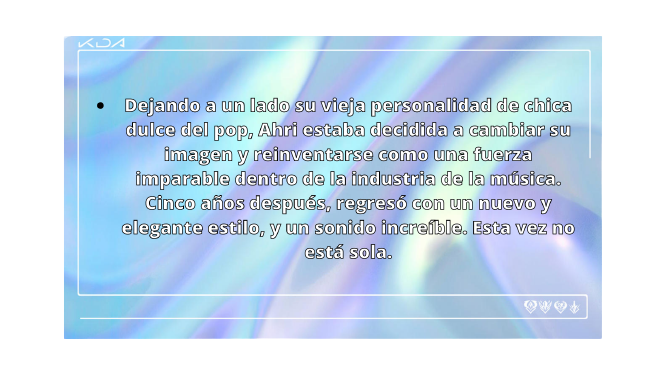 K/DA
• Dejando a un lado su vieja personalidad de chica
dulce del pop, Ahri estaba decidida a cambiar su
imagen y reinventarse como una fuerza
imparable dentro de la industria de la música.
Cinco años después, regresó con un nuevo y
elegante estilo, y un sonido increíble. Esta vez no
está sola.